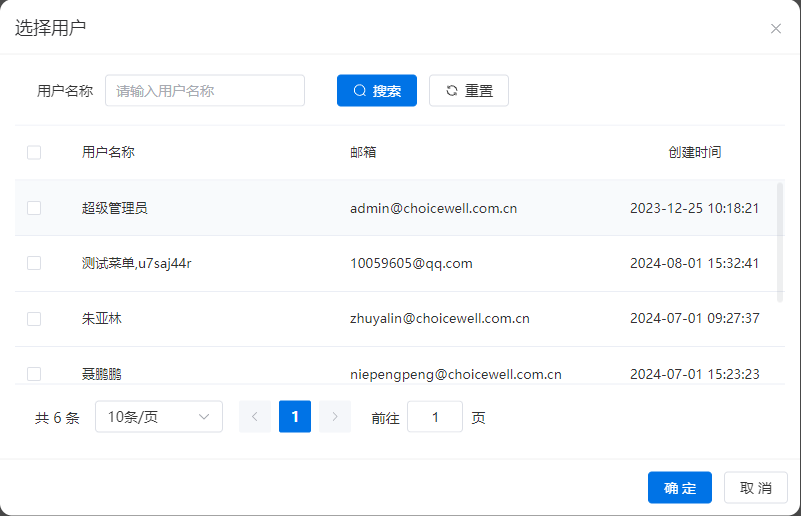 选择用户
用户名称 请输入用户名称 搜索 重置
用户名称 邮箱 创建时间
超级管理员 admin@choicewell.com.cn 2023-12-25 10:18:21
测试菜单,u7saj44r 10059605@qq.com 2024-08-01 15:32:41
朱亚林 zhuyalin@choicewell.com.cn 2024-07-01 09:27:37
聂鹏鹏 niepengpeng@choicewell.com.cn 2024-07-01 15:23:23
共 6 条 10条/页 1 前往 1 页
确 定 取 消